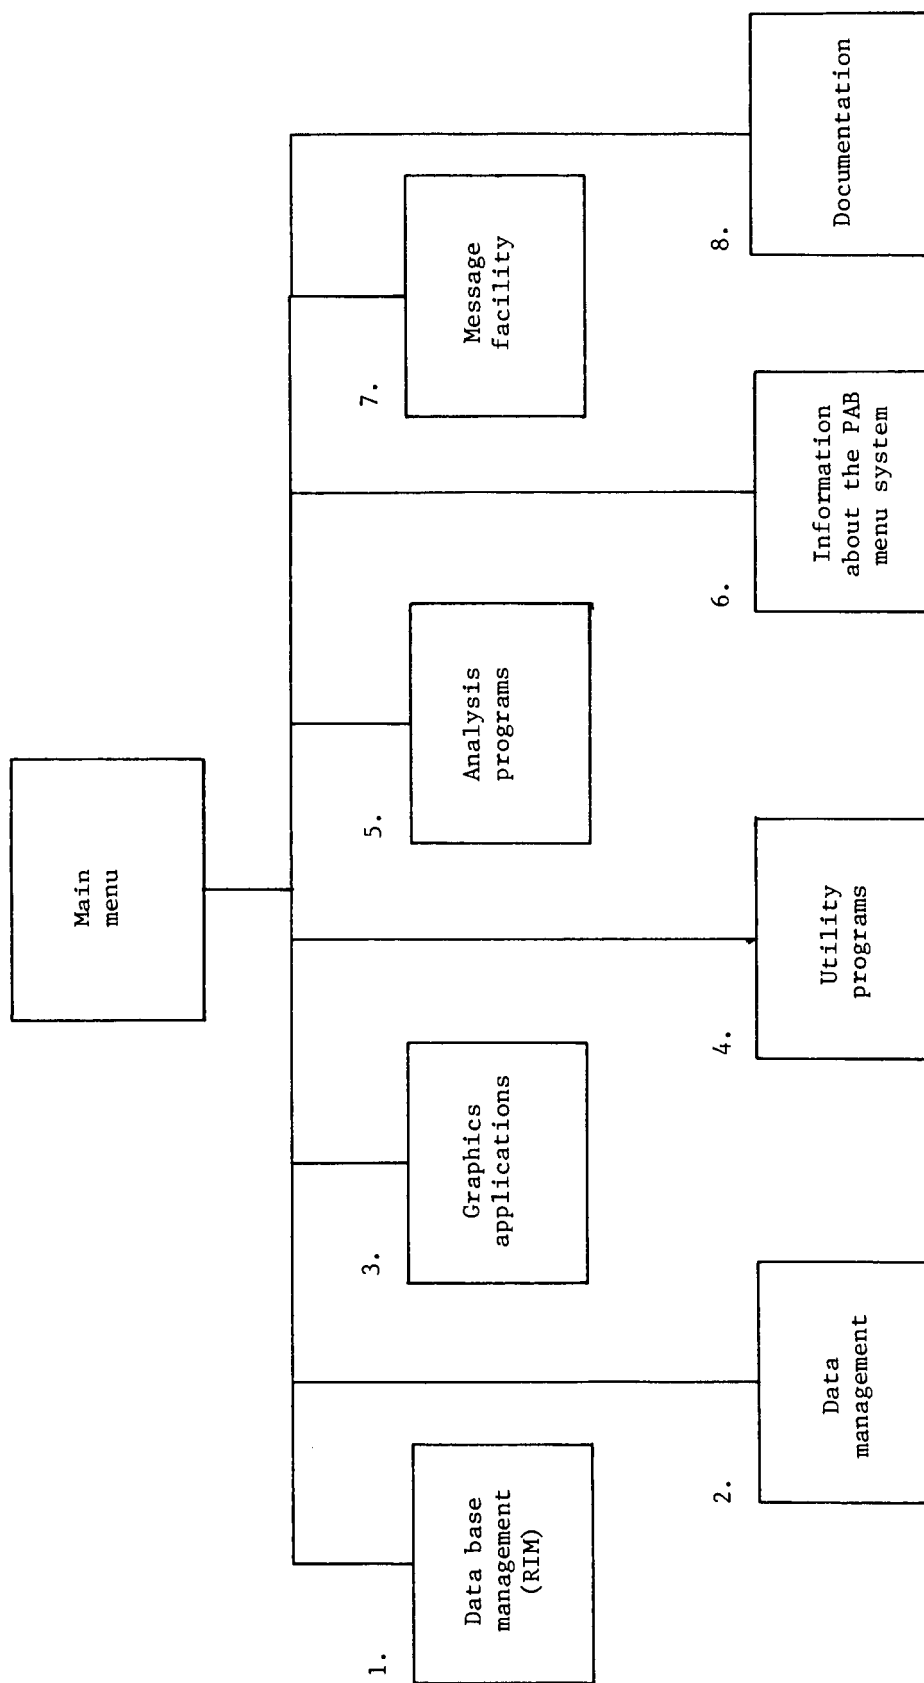 Main
menu
1.
Data base
management
(RIM)
2.
Data
management
3.
Graphics
applications
4.
Utility
programs
5.
Analysis
programs
6.
Information
about the PAB
menu system
7.
Message
facility
8.
Documentation